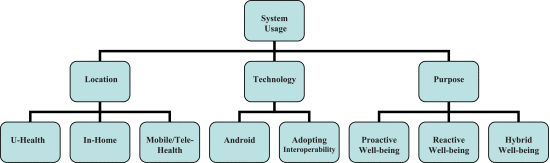 System
Usage
Location
Technology
Purpose
U-Health
In-Home
Mobile/Tele-
Health
Android
Adopting
Interoperability
Proactive
Well-being
Reactive
Well-being
Hybrid
Well-being